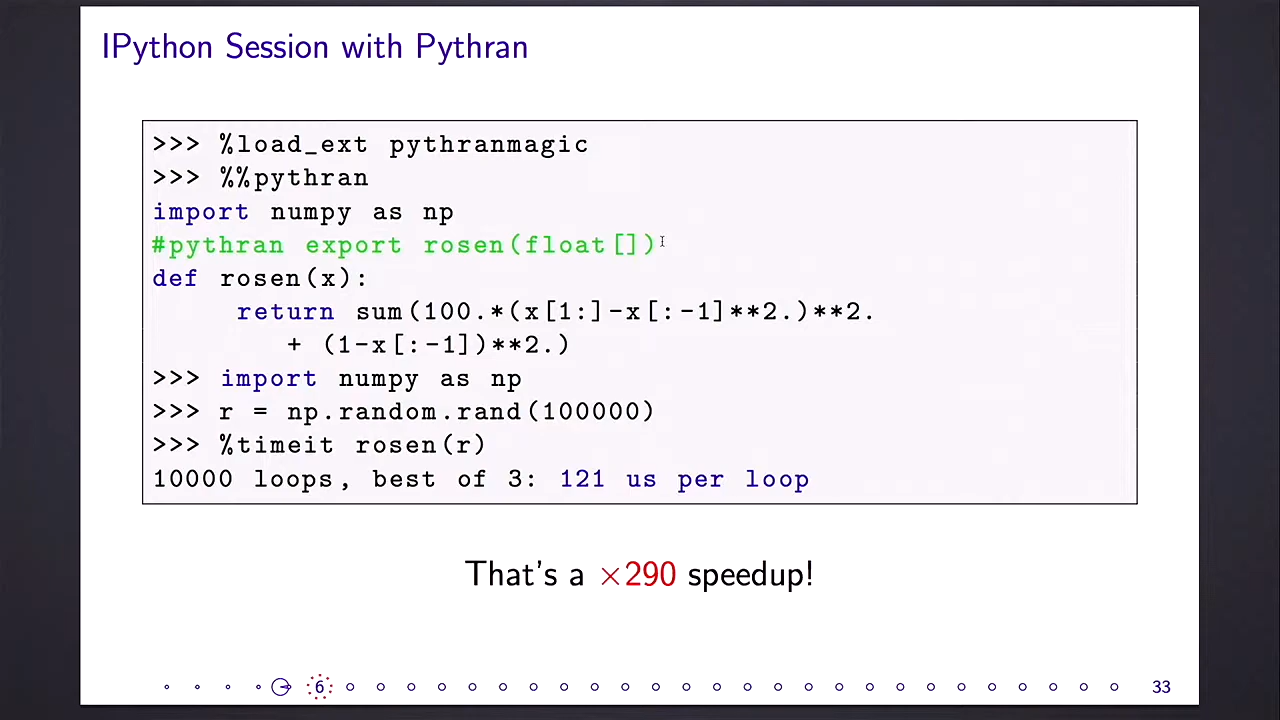 IPython Session with Pythran
>>> %load_ext pythranmagic
>>> %%pythran
import numpy as np
#pythran export rosen(float[])
def rosen(x):
     return sum(100.*(x[1:]-x[:-1]**2.)**2.
        + (1-x[:-1])**2.)
>>> import numpy as np
>>> r = np.random.rand(100000)
>>> %timeit rosen(r)
10000 loops, best of 3: 121 us per loop
That's a ×290 speedup!
6
33